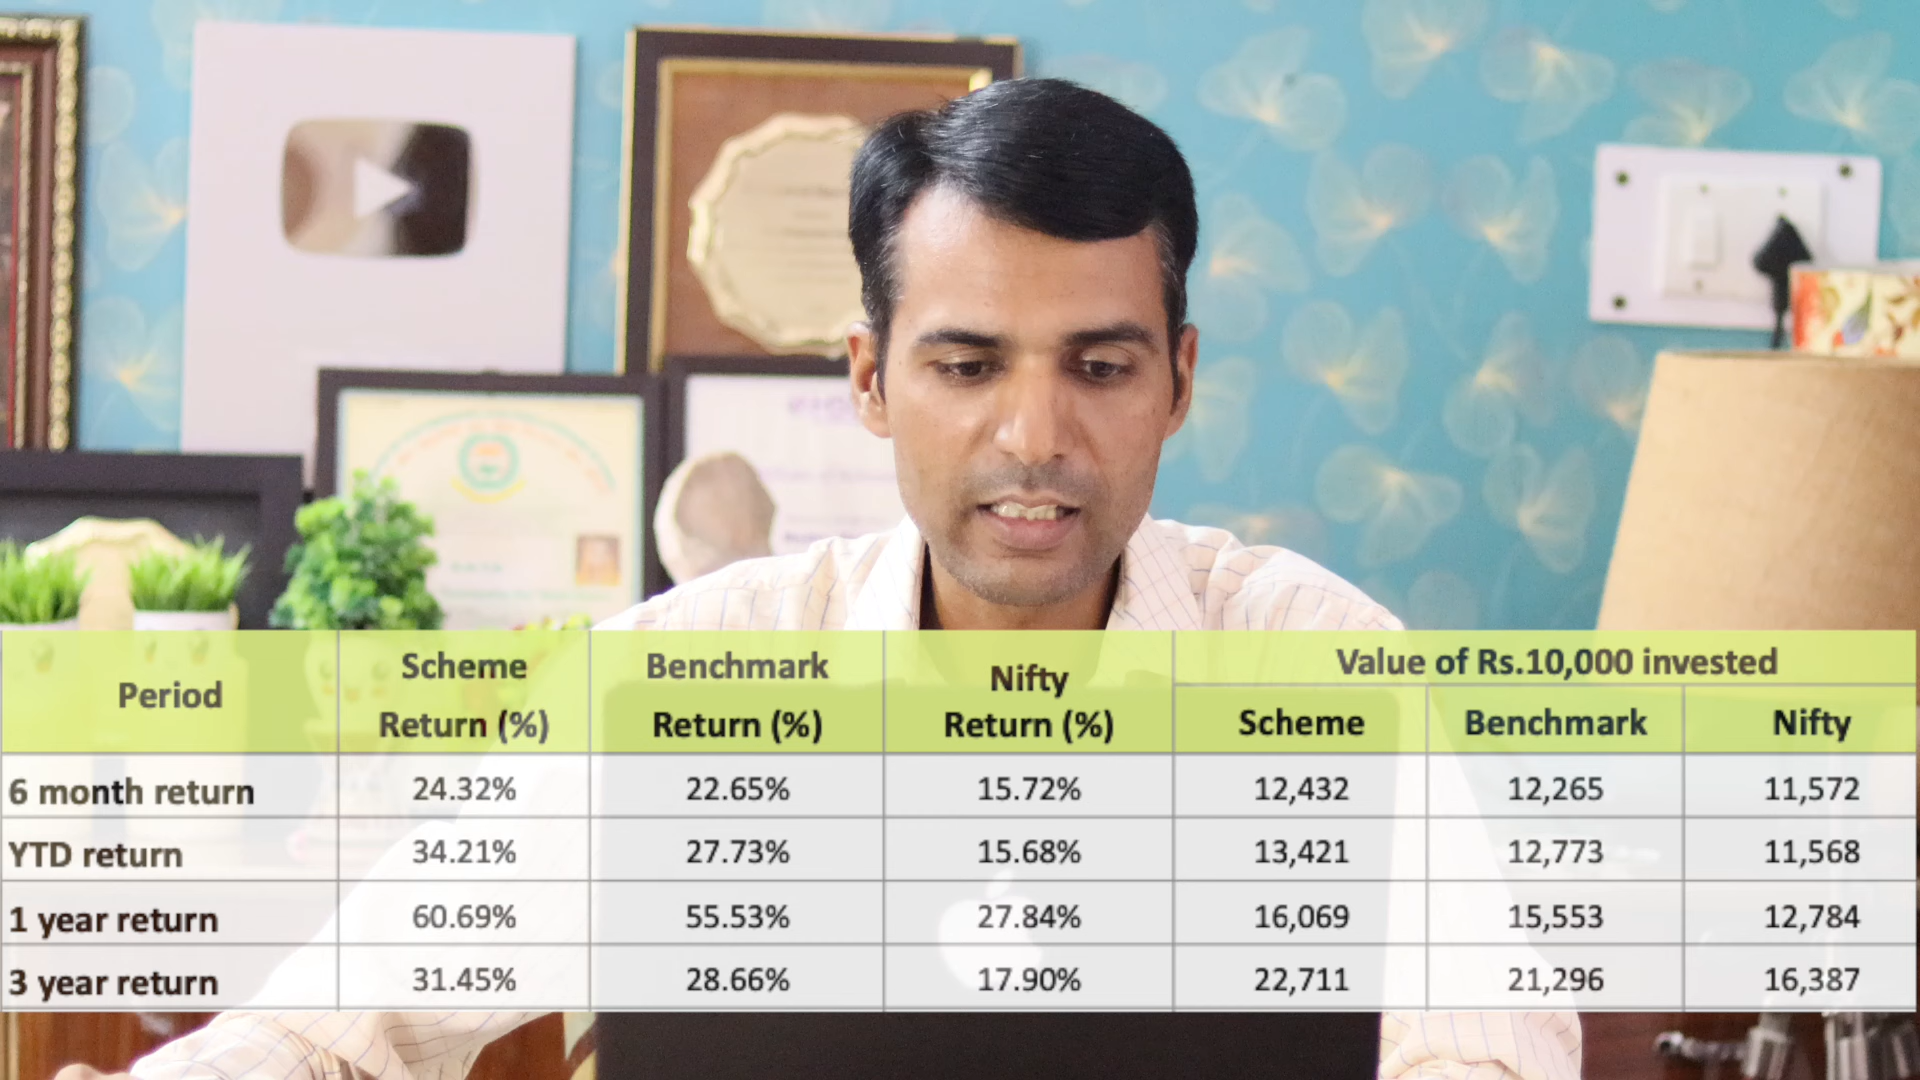 Period Scheme Return (%) Benchmark Return (%) Nifty Return (%) Value of Rs.10,000 invested
Scheme Benchmark Nifty
6 month return 24.32% 22.65% 15.72% 12,432 12,265 11,572
YTD return 34.21% 27.73% 15.68% 13,421 12,773 11,568
1 year return 60.69% 55.53% 27.84% 16,069 15,553 12,784
3 year return 31.45% 28.66% 17.90% 22,711 21,296 16,387